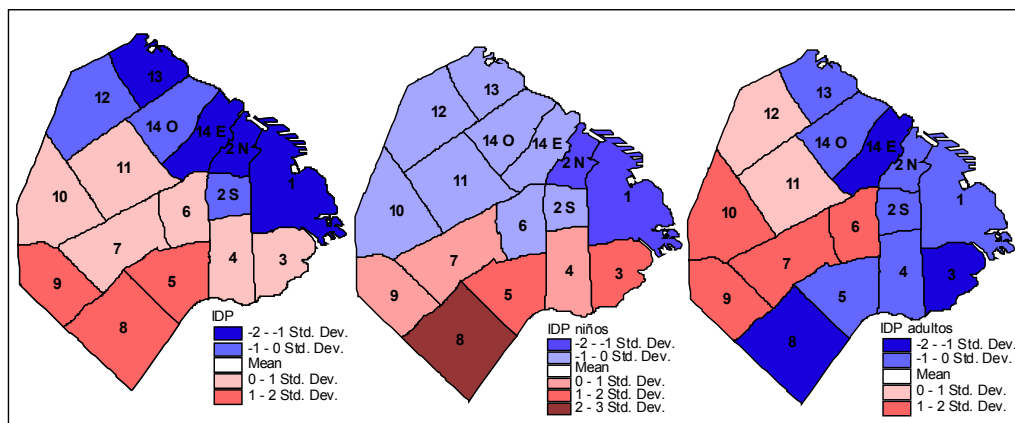 13
12
14 O
14 E
2 N
11
1
10
2 S
6
7
4
3
9
5
8
IDP
-2 - -1 Std. Dev.
-1 - 0 Std. Dev.
Mean
0 - 1 Std. Dev.
1 - 2 Std. Dev.
13
12
14 O
14 E
2 N
11
1
10
2 S
6
7
4
3
9
5
8
IDP niños
-2 - -1 Std. Dev.
-1 - 0 Std. Dev.
Mean
0 - 1 Std. Dev.
1 - 2 Std. Dev.
2 - 3 Std. Dev.
13
12
14 O
14 E
2 N
11
1
10
2 S
6
7
4
3
9
5
8
IDP adultos
-2 - -1 Std. Dev.
-1 - 0 Std. Dev.
Mean
0 - 1 Std. Dev.
1 - 2 Std. Dev.